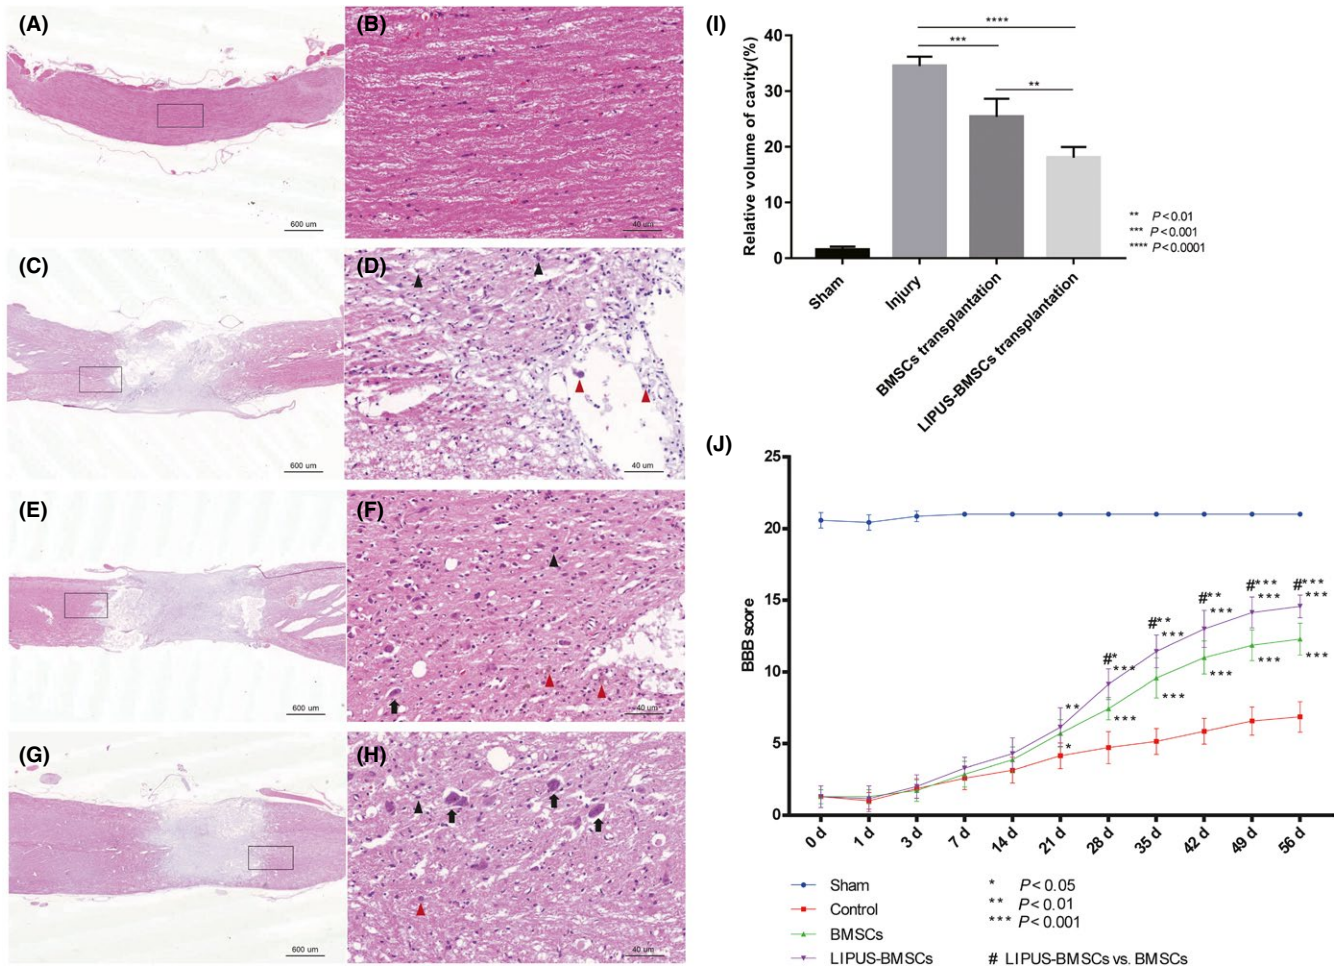 (A)
600 um
(B)
40 um
(C)
600 um
(D)
40 um
(E)
600 um
(F)
40 um
(G)
600 um
(H)
40 um
(I)
Relative volume of cavity(%)
40
30
20
10
0
****
***
**
Sham
Injury
BMSCs transplantation
LIPUS-BMSCs transplantation
** P<0.01
*** P<0.001
**** P<0.0001
(J)
BBB score
25
20
15
10
5
0
**
*
#*
***
***
#**
***
***
#**
***
***
#***
***
***
#***
***
***
0 d
1 d
3 d
7 d
14 d
21 d
28 d
35 d
42 d
49 d
56 d
Sham
Control
BMSCs
LIPUS-BMSCs
* P<0.05
** P<0.01
*** P<0.001
# LIPUS-BMSCs vs. BMSCs